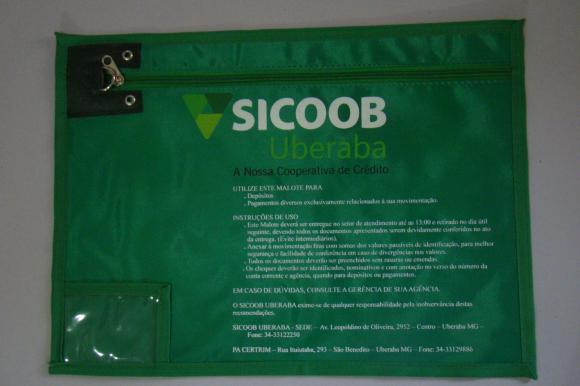 SICOOB
Uberaba
A Nossa Cooperativa de Crédito
UTILIZE ESTE MALOTE PARA
. Depósitos
. Pagamentos diversos exclusivamente relacionados à sua movimentação.
INSTRUÇÕES DE USO
. Este Malote deverá ser entregue no setor de atendimento até as 13:00 e retirado no dia útil
seguinte, devendo todos os documentos apresentados serem devidamente conferidos no ato
da entrega. (Evite intermediários).
. Anexar à movimentação fitas com somas dos valores passíveis de identificação, para melhor
segurança e facilidade de conferência em caso de divergências nos valores.
. Todos os documentos deverão ser preenchidos sem rasuras ou emendas.
. Os cheques deverão ser identificados, nominativos e com anotação no verso do número da
conta corrente e agência, quando para depósitos ou pagamentos.
EM CASO DE DÚVIDAS, CONSULTE A GERÊNCIA DE SUA AGÊNCIA.
O SICOOB UBERABA exime-se de qualquer responsabilidade pela inobservância destas
recomendações.
SICOOB UBERABA - SEDE – Av. Leopoldino de Oliveira, 2952 – Centro – Uberaba MG –
Fone: 34-33122250
PA CERTRIM – Rua Ituiutaba, 293 – São Benedito – Uberaba MG – Fone: 34-33129886